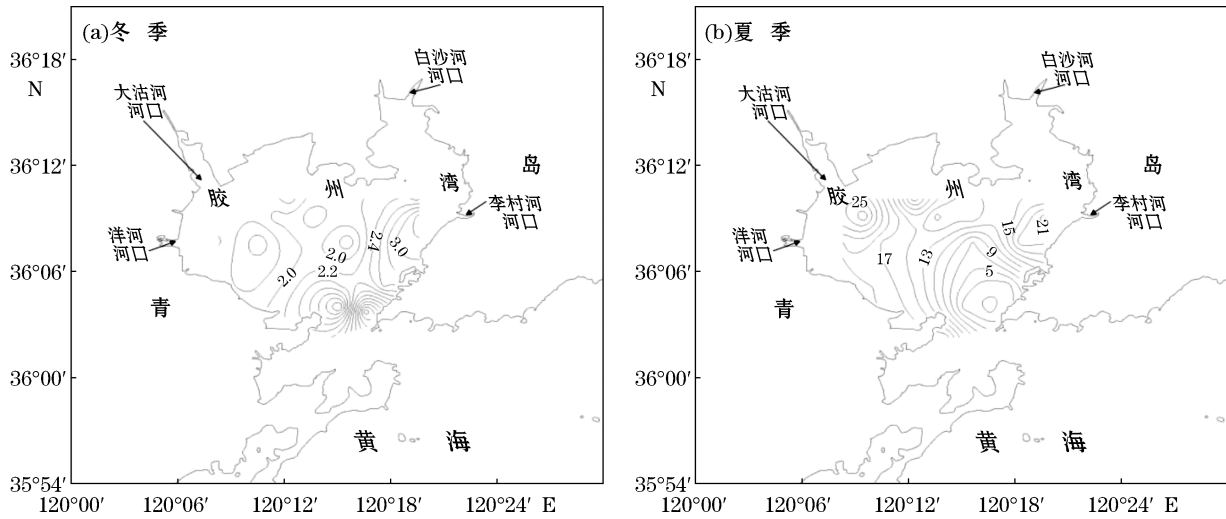 (a)冬 季
36°18′
N
白沙河
河口
大沽河
河口
36°12′
岛
胶
州
湾
李村河
河口
洋河
河口
2.4
3.0
2.0
2.0
2.2
36°06′
青
36°00′
黄 海
35°54′
120°00′
120°06′
120°12′
120°18′
120°24′ E
(b)夏 季
36°18′
N
白沙河
河口
大沽河
河口
36°12′
岛
胶
州
湾
25
李村河
河口
洋河
河口
15
21
17
13
9
5
36°06′
青
36°00′
黄 海
35°54′
120°00′
120°06′
120°12′
120°18′
120°24′ E